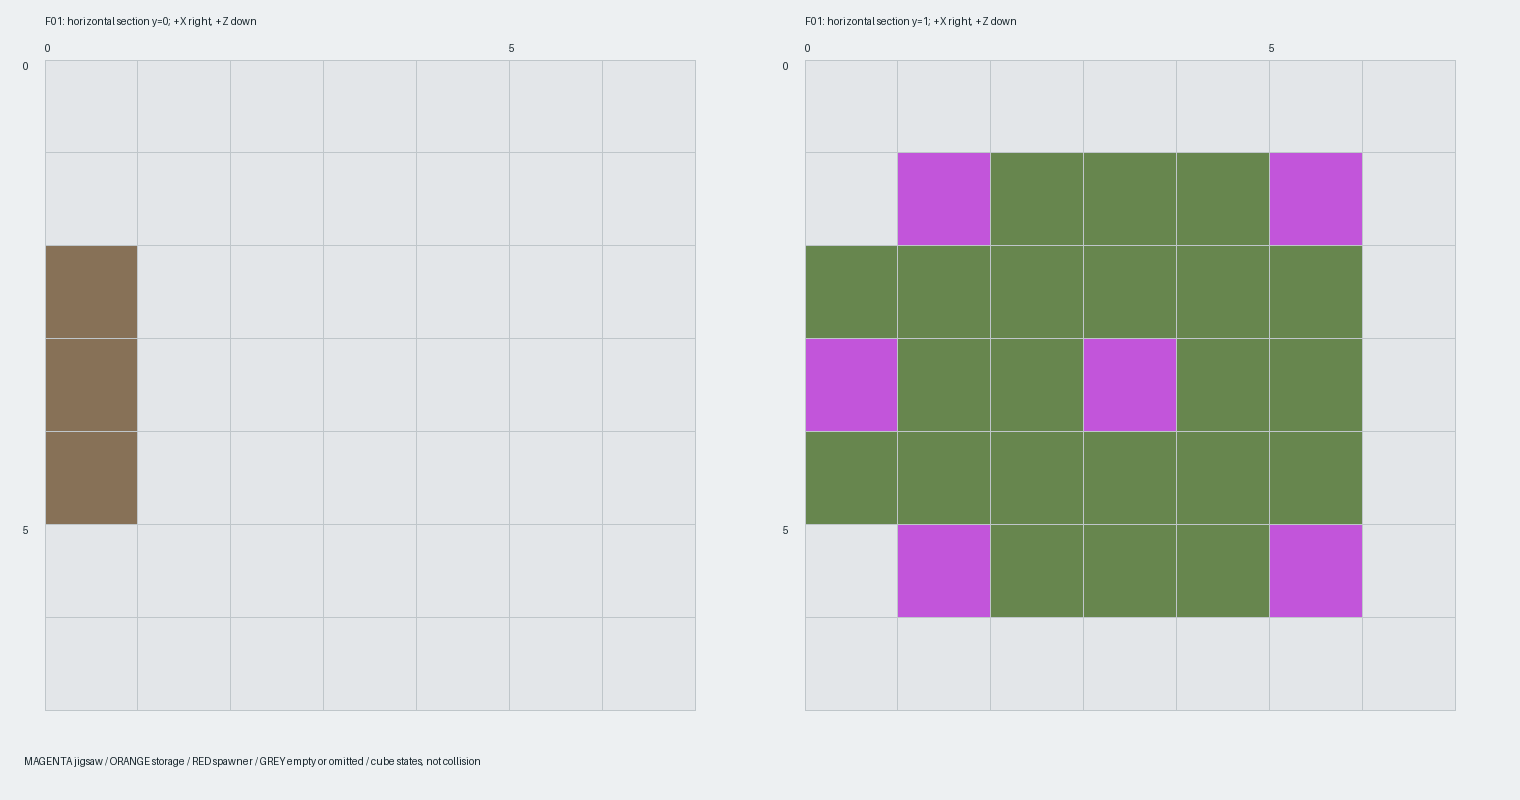 F01: horizontal section y=0; +X right, +Z down
0 5
0
5
F01: horizontal section y=1; +X right, +Z down
0 5
0
5
MAGENTA jigsaw / ORANGE storage / RED spawner / GREY empty or omitted / cube states, not collision